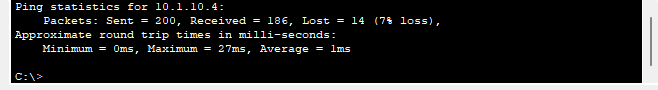 Ping statistics for 10.1.10.4:
    Packets: Sent = 200, Received = 186, Lost = 14 (7% loss),
Approximate round trip times in milli-seconds:
    Minimum = 0ms, Maximum = 27ms, Average = 1ms
C:\>